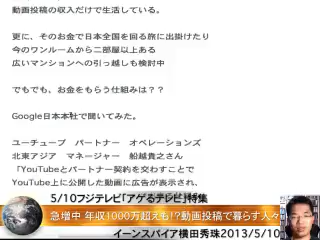 動画投稿の収入だけで生活している。
更に、そのお金で日本全国を回る旅に出掛けたり
今のワンルームから二部屋以上ある
広いマンションへの引っ越しも検討中
でもでも、お金をもらう仕組みは？？
Google日本本社で聞いてみた。
ユーチューブ　パートナー　オペレーションズ
北東アジア　マネージャー　船越貴之さん
「YouTubeとパートナー契約を交わすことで
YouTube上に公開した動画に広告が表示され、
5/10フジテレビ「アゲるテレビ」特集
急増中 年収1000万超えも!?動画投稿で暮らす人々
イーンスパイア横田秀珠2013/5/10